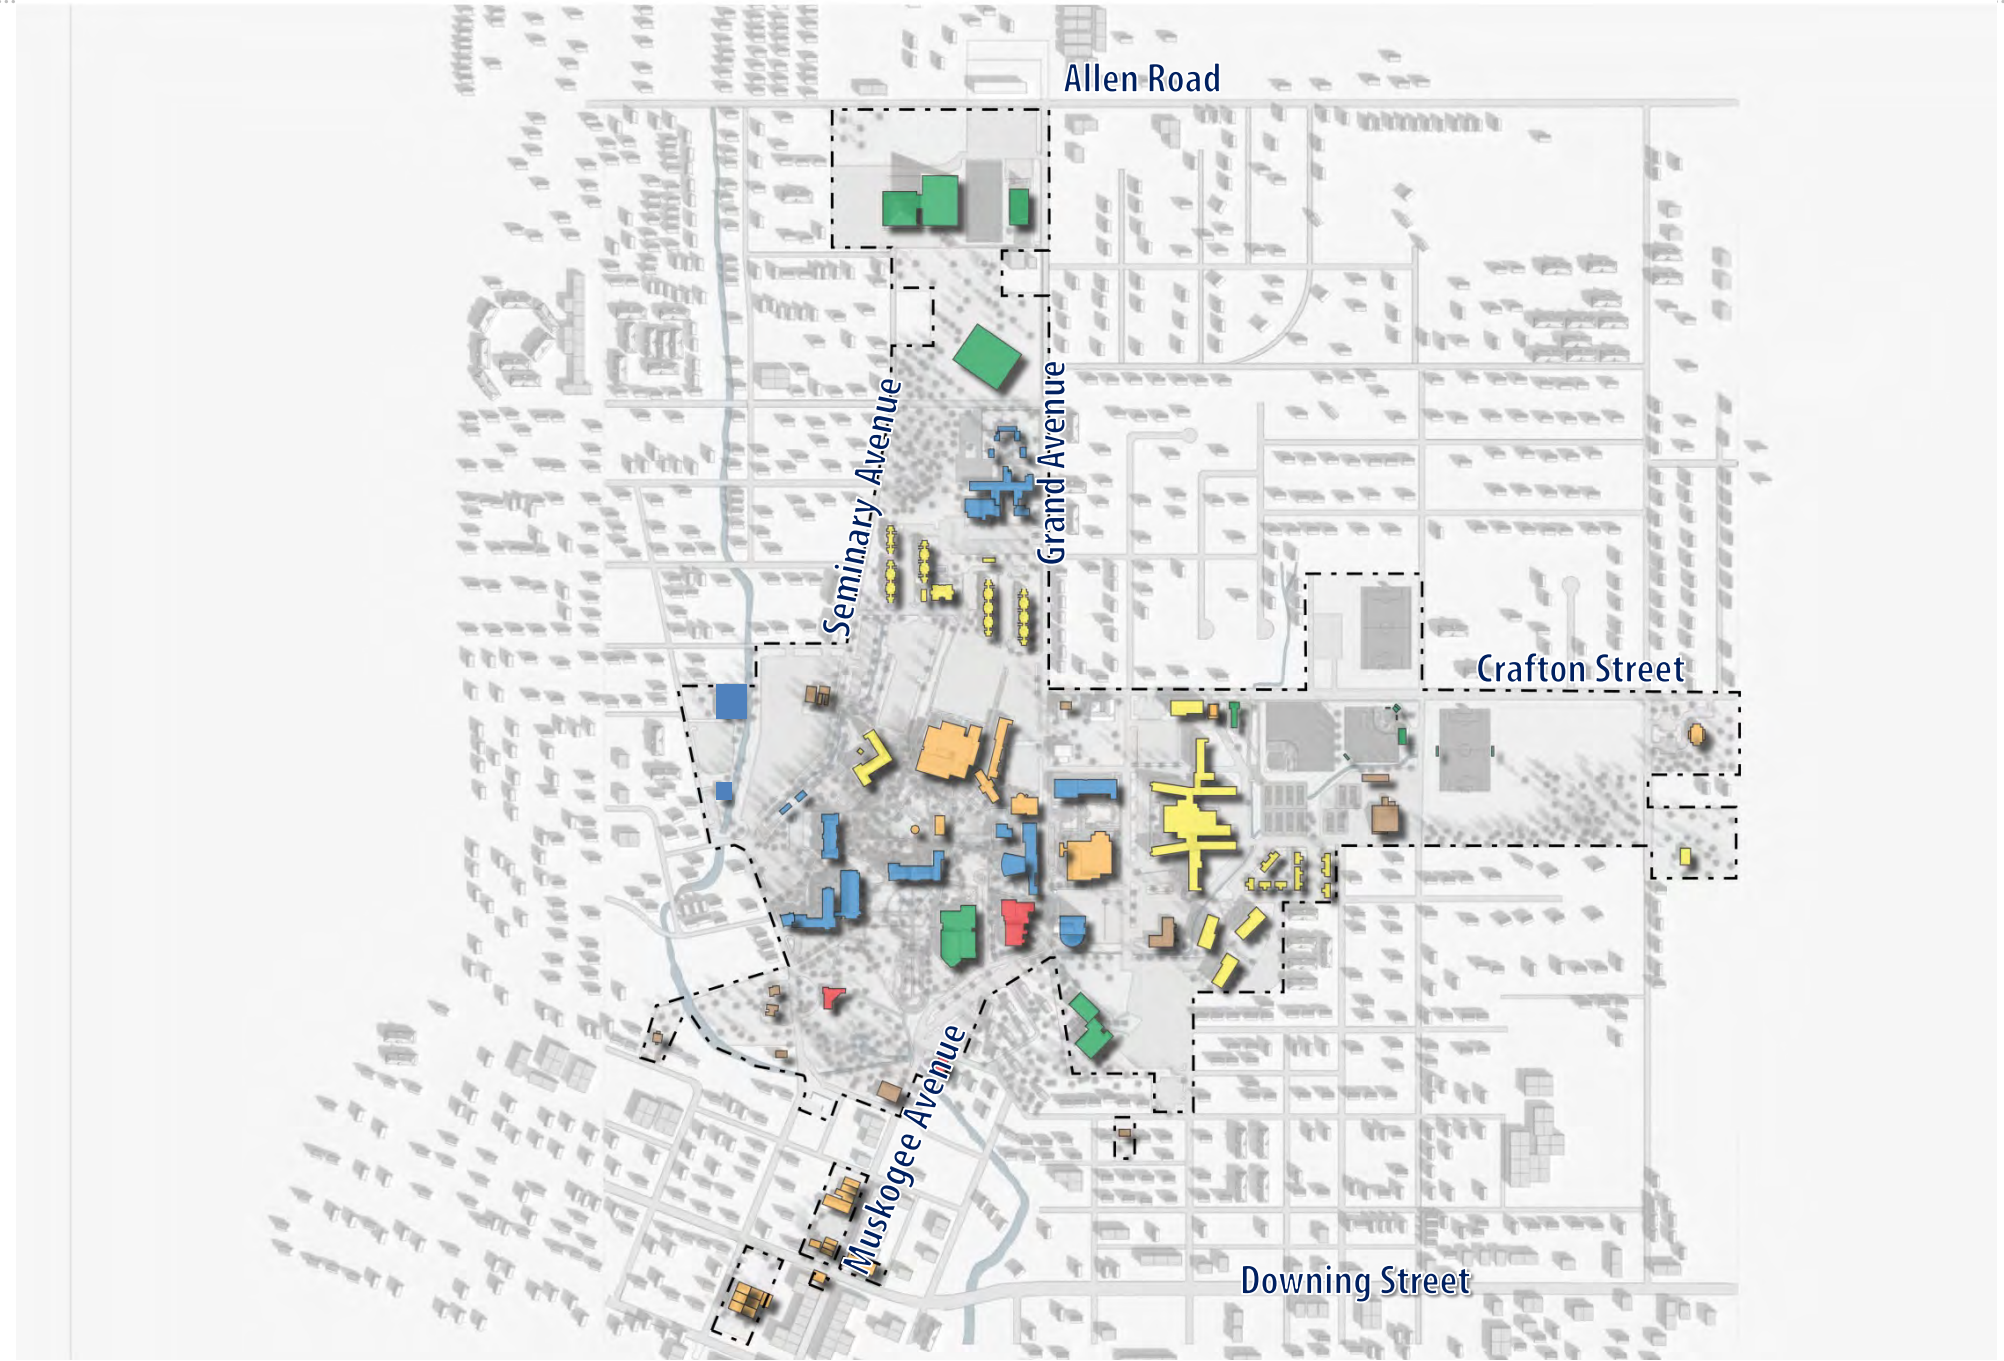 Allen Road
Seminary Avenue
Grand Avenue
Crafton Street
Muskogee Avenue
Downing Street